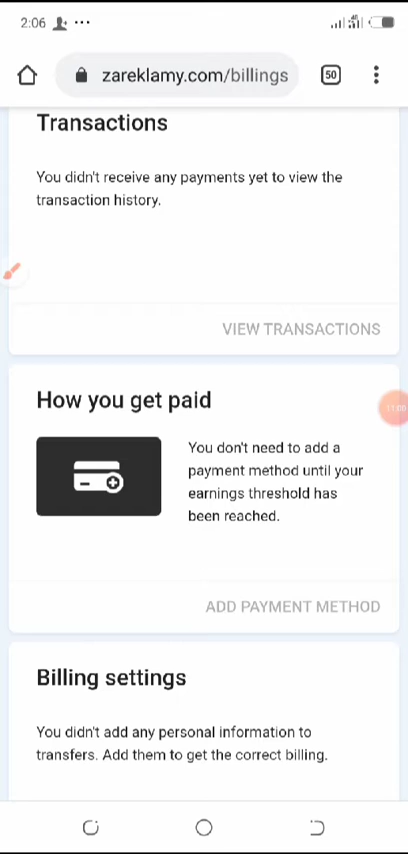 2:06
zareklamy.com/billings
50
Transactions
You didn't receive any payments yet to view the
transaction history.
VIEW TRANSACTIONS
How you get paid
You don't need to add a
payment method until your
earnings threshold has
been reached.
ADD PAYMENT METHOD
Billing settings
You didn't add any personal information to
transfers. Add them to get the correct billing.